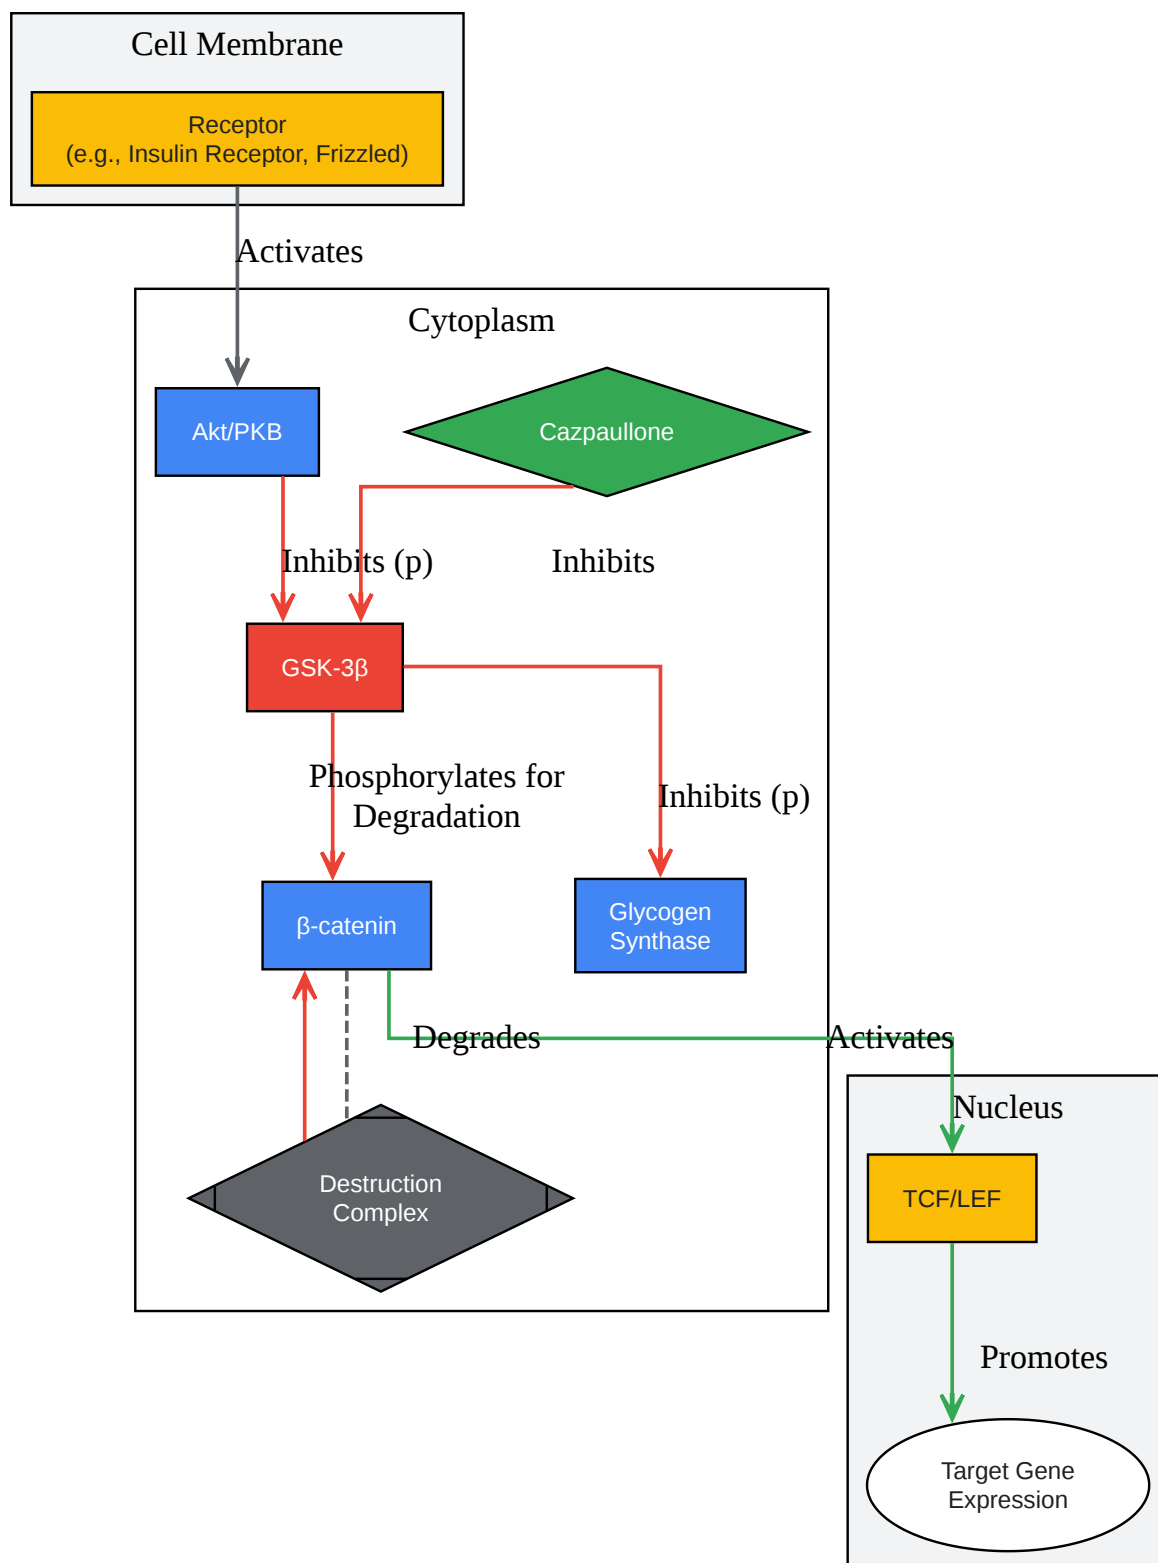 Cell Membrane
Receptor
(e.g., Insulin Receptor, Frizzled)
Activates
Cytoplasm
Akt/PKB
Cazpaullone
Inhibits (p)
Inhibits
GSK-3β
Phosphorylates for
Degradation
Inhibits (p)
β-catenin
Glycogen
Synthase
Degrades
Activates
Nucleus
Destruction
Complex
TCF/LEF
Promotes
Target Gene
Expression